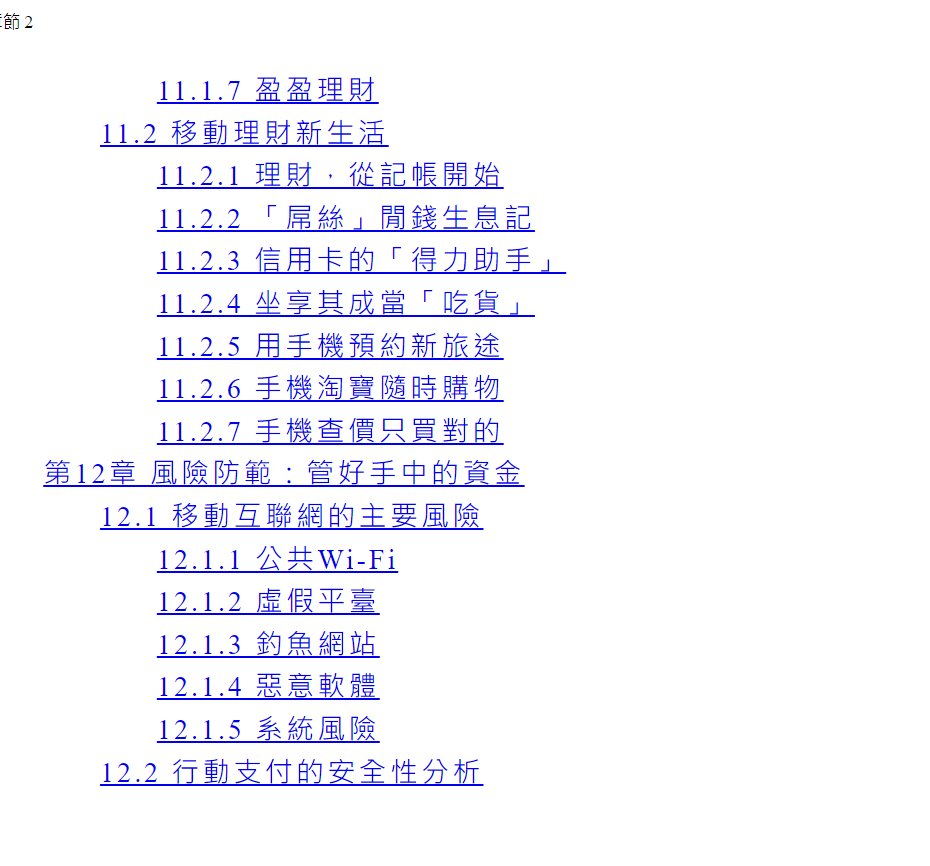 節 2
11.1.7 盈盈理財
11.2 移動理財新生活
11.2.1 理財，從記帳開始
11.2.2 「屌絲」閒錢生息記
11.2.3 信用卡的「得力助手」
11.2.4 坐享其成當「吃貨」
11.2.5 用手機預約新旅途
11.2.6 手機淘寶隨時購物
11.2.7 手機查價只買對的
第12章 風險防範：管好手中的資金
12.1 移動互聯網的主要風險
12.1.1 公共Wi-Fi
12.1.2 虛假平臺
12.1.3 釣魚網站
12.1.4 惡意軟體
12.1.5 系統風險
12.2 行動支付的安全性分析